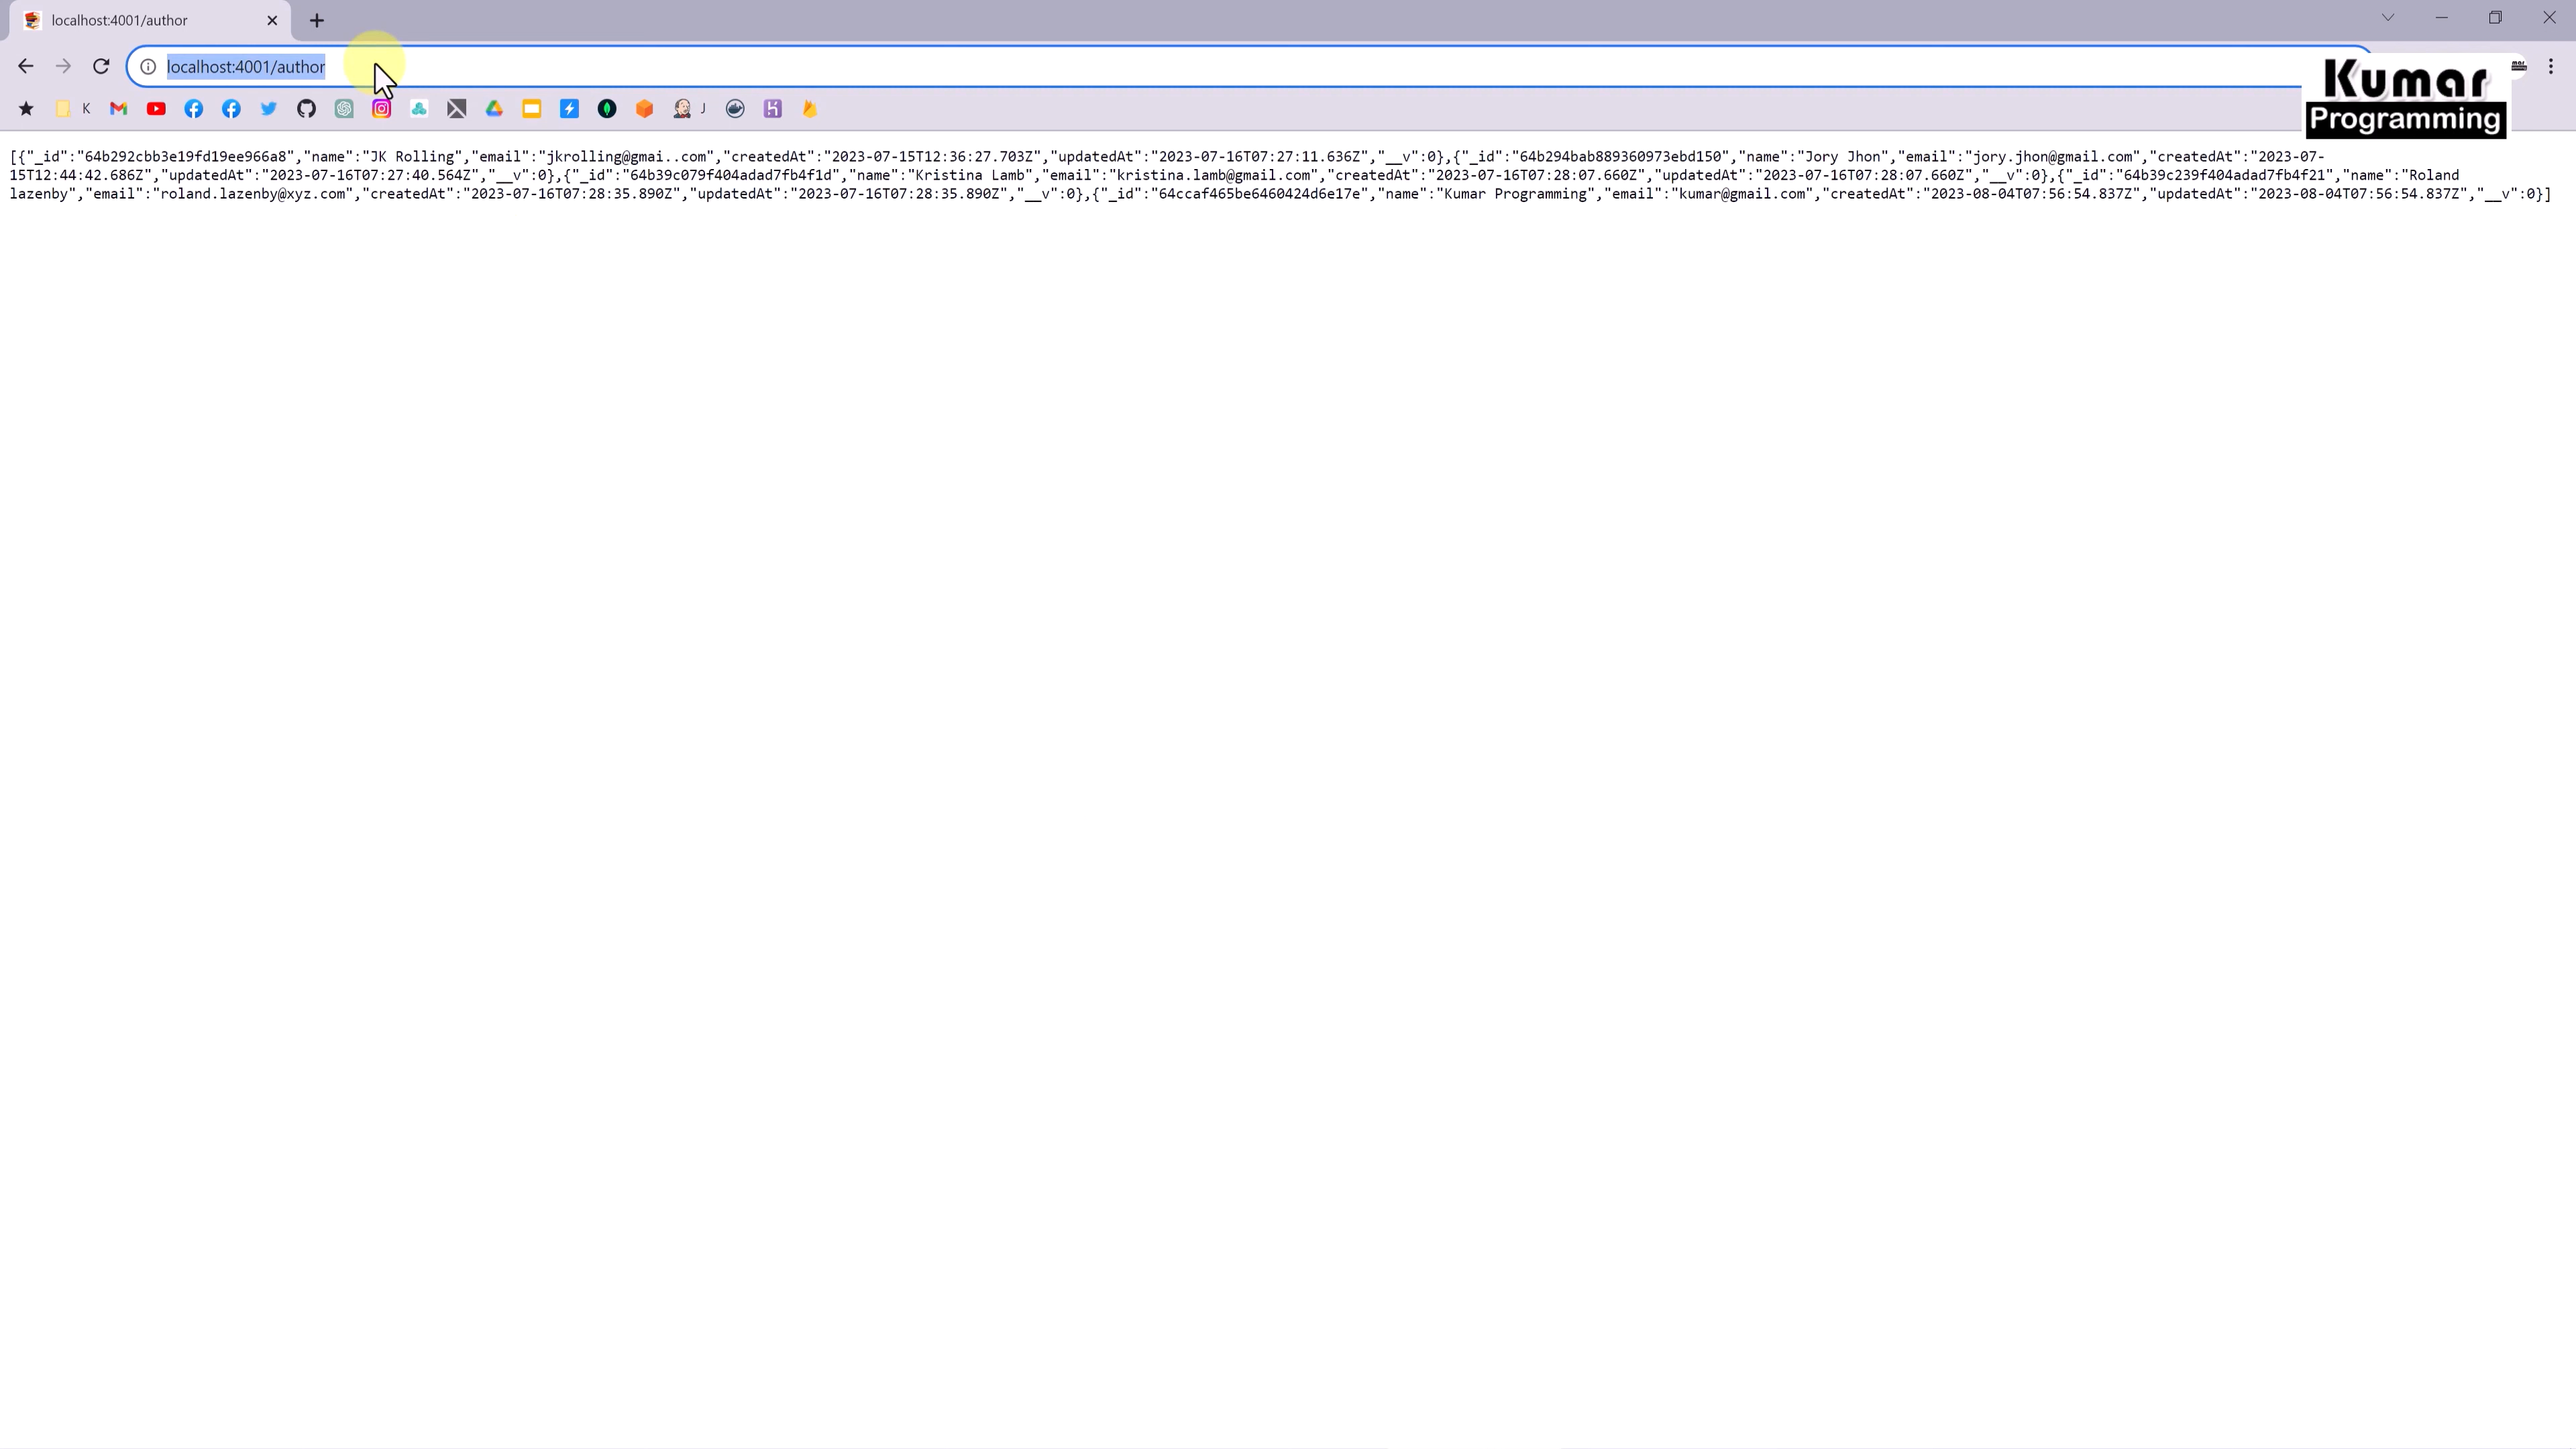 localhost:4001/author
localhost:4001/author
Kumar
Programming
K
J
[{"_id":"64b292cbb3e19fd19ee966a8","name":"JK Rolling","email":"jkrolling@gmai..com","createdAt":"2023-07-15T12:36:27.703Z","updatedAt":"2023-07-16T07:27:11.636Z","__v":0},{"_id":"64b294bab889360973ebd150","name":"Jory Jhon","email":"jory.jhon@gmail.com","createdAt":"2023-07-
15T12:44:42.686Z","updatedAt":"2023-07-16T07:27:40.564Z","__v":0},{"_id":"64b39c079f404adad7fb4f1d","name":"Kristina Lamb","email":"kristina.lamb@gmail.com","createdAt":"2023-07-16T07:28:07.660Z","updatedAt":"2023-07-16T07:28:07.660Z","__v":0},{"_id":"64b39c239f404adad7fb4f21","name":"Roland
lazenby","email":"roland.lazenby@xyz.com","createdAt":"2023-07-16T07:28:35.890Z","updatedAt":"2023-07-16T07:28:35.890Z","__v":0},{"_id":"64ccaf465be6460424d6e17e","name":"Kumar Programming","email":"kumar@gmail.com","createdAt":"2023-08-04T07:56:54.837Z","updatedAt":"2023-08-04T07:56:54.837Z","__v":0}]